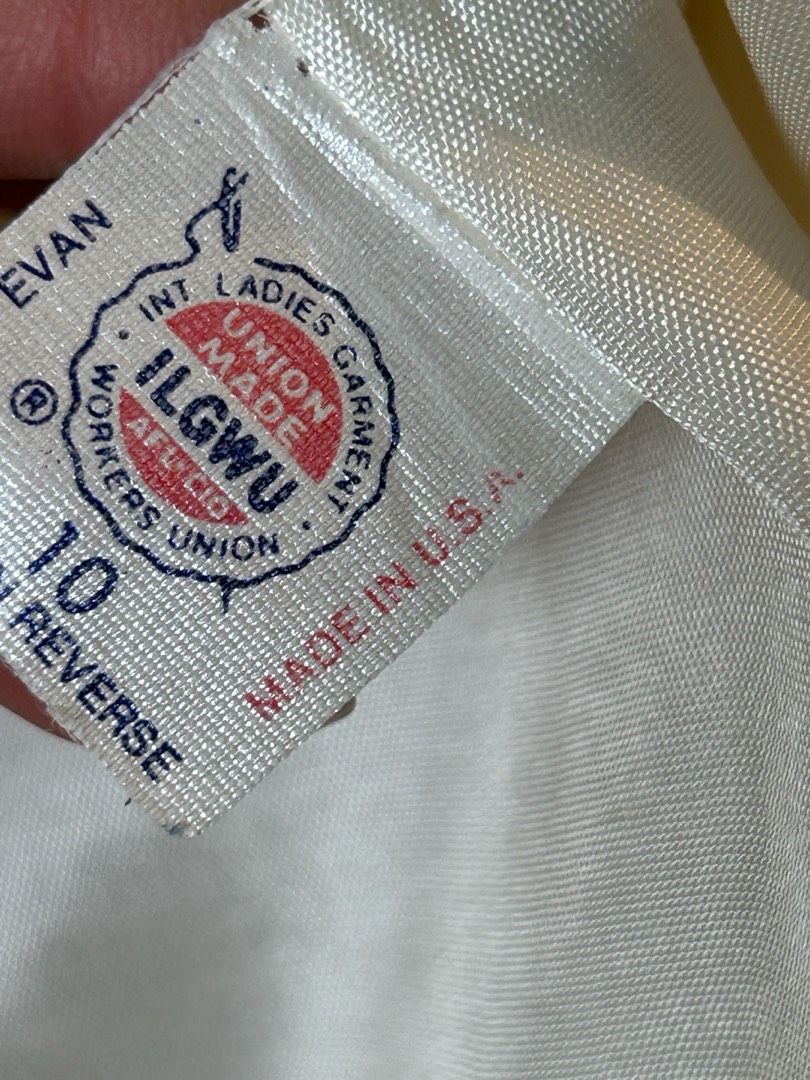 EVAN
INT LADIES GARMENT
WORKERS UNION
UNION
MADE
ILGWU
AFL·CIO
®
10
REVERSE
MADE IN U.S.A.